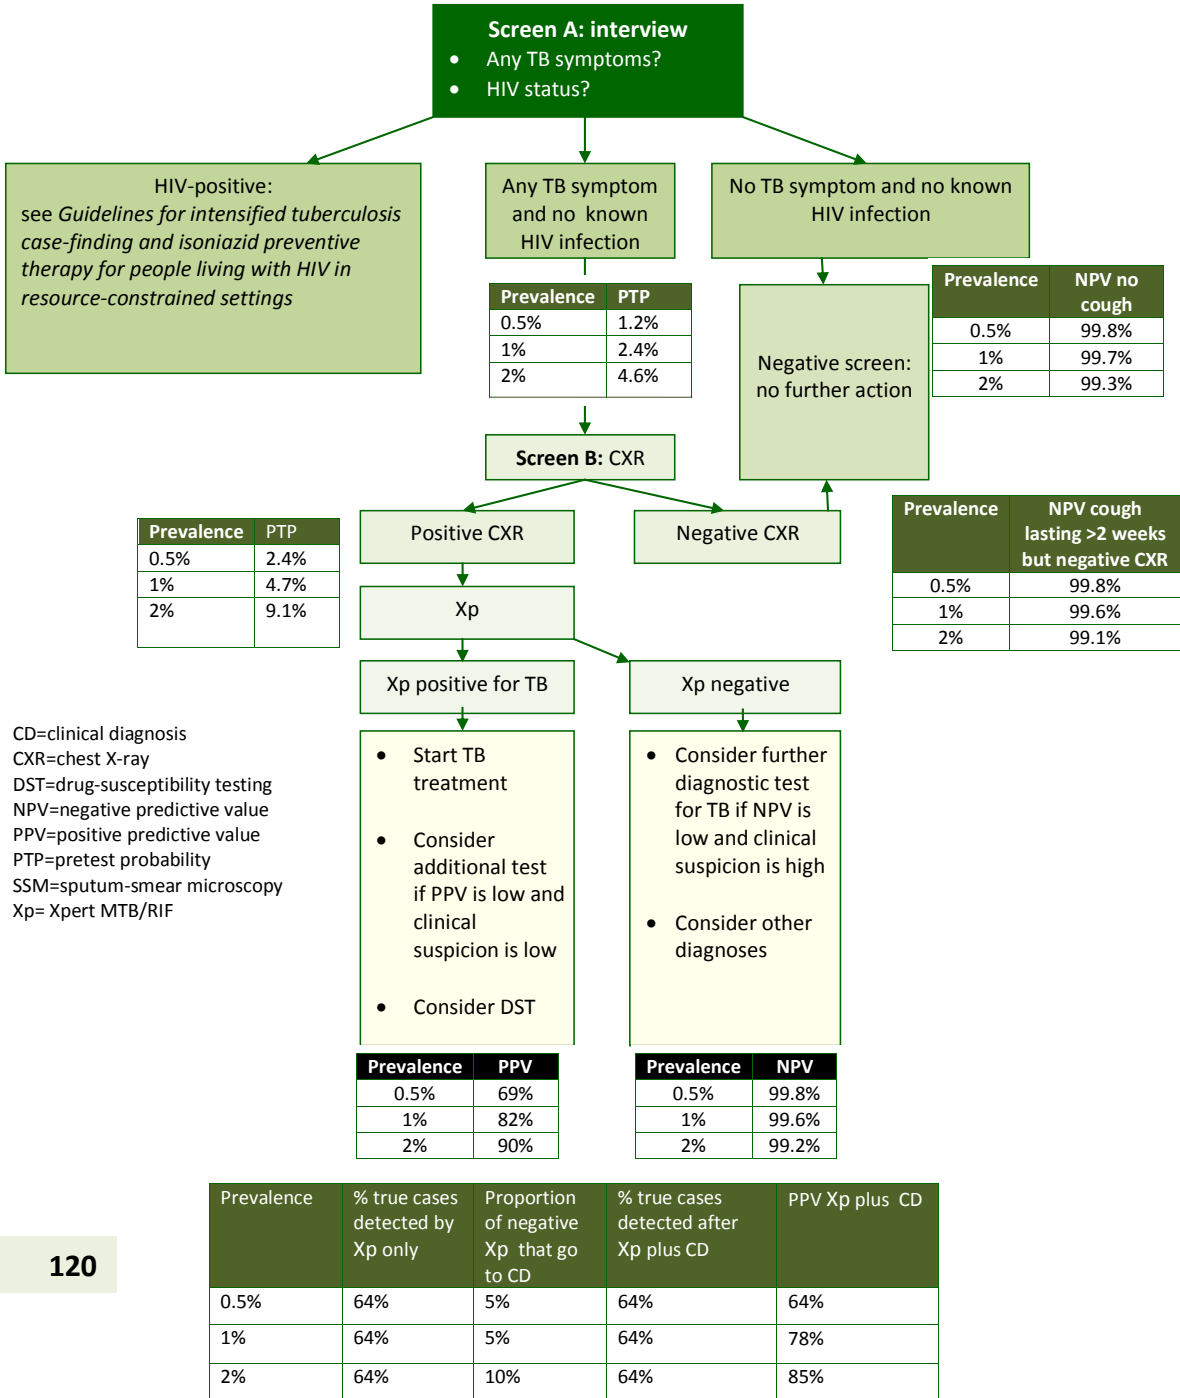 Screen A: interview
• Any TB symptoms?
• HIV status?
HIV-positive:
see Guidelines for intensified tuberculosis
case-finding and isoniazid preventive
therapy for people living with HIV in
resource-constrained settings
Any TB symptom
and no known
HIV infection
No TB symptom and no known
HIV infection
Prevalence PTP
0.5% 1.2%
1% 2.4%
2% 4.6%
Negative screen:
no further action
Prevalence NPV no
cough
0.5% 99.8%
1% 99.7%
2% 99.3%
Screen B: CXR
Prevalence PTP
0.5% 2.4%
1% 4.7%
2% 9.1%
Positive CXR
Negative CXR
Prevalence NPV cough
lasting >2 weeks
but negative CXR
0.5% 99.8%
1% 99.6%
2% 99.1%
Xp
Xp positive for TB
Xp negative
CD=clinical diagnosis
CXR=chest X-ray
DST=drug-susceptibility testing
NPV=negative predictive value
PPV=positive predictive value
PTP=pretest probability
SSM=sputum-smear microscopy
Xp= Xpert MTB/RIF
• Start TB
treatment
• Consider
additional test
if PPV is low and
clinical
suspicion is low
• Consider DST
• Consider further
diagnostic test
for TB if NPV is
low and clinical
suspicion is high
• Consider other
diagnoses
Prevalence PPV
0.5% 69%
1% 82%
2% 90%
Prevalence NPV
0.5% 99.8%
1% 99.6%
2% 99.2%
Prevalence % true cases Proportion % true cases PPV Xp plus CD
detected by of negative detected after
Xp only Xp that go Xp plus CD
to CD
0.5% 64% 5% 64% 64%
1% 64% 5% 64% 78%
2% 64% 10% 64% 85%
120